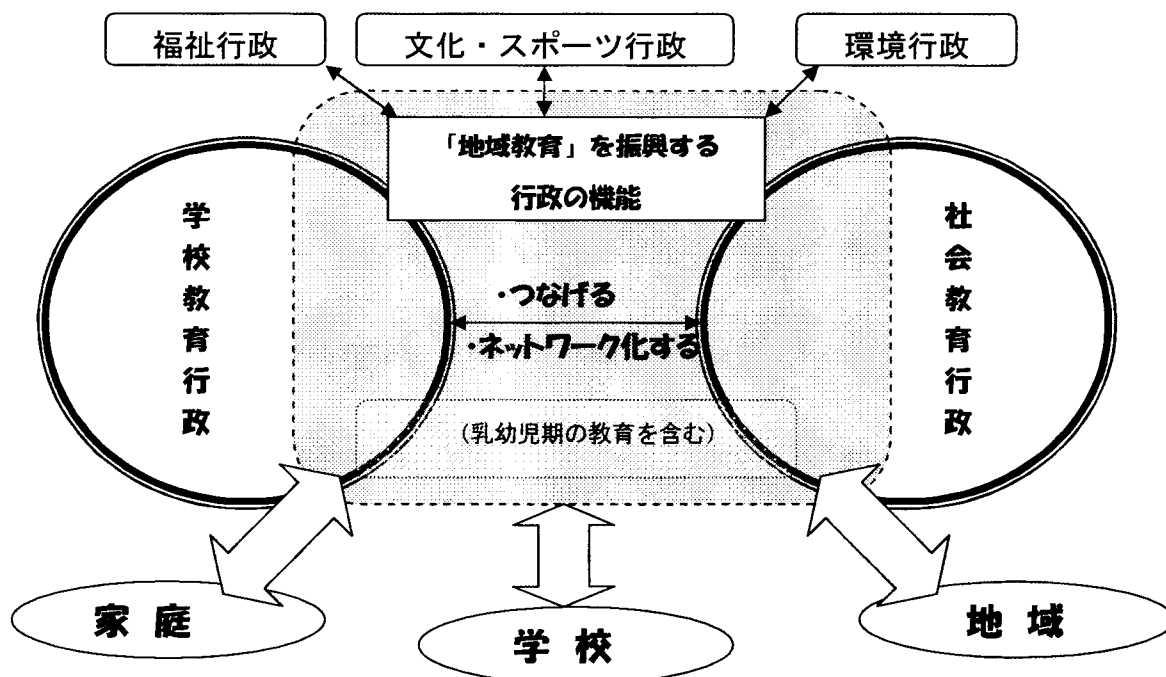 福祉行政
文化・スポーツ行政
環境行政
「地域教育」を振興する
行政の機能
学校教育行政
社会教育行政
・つなげる
・ネットワーク化する
(乳幼児期の教育を含む)
家庭
学校
地域